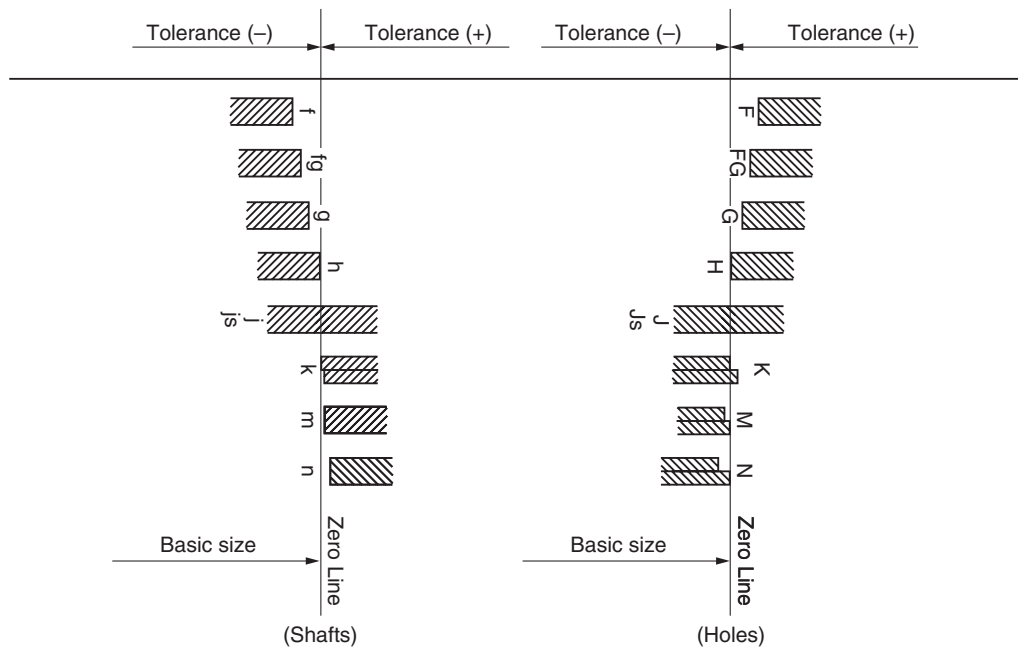 Tolerance (–)
Tolerance (+)
Tolerance (–)
Tolerance (+)
f
F
fg
FG
g
G
h
H
j
js
J
Js
k
K
m
M
n
N
Zero Line
Zero Line
Basic size
Basic size
(Shafts)
(Holes)